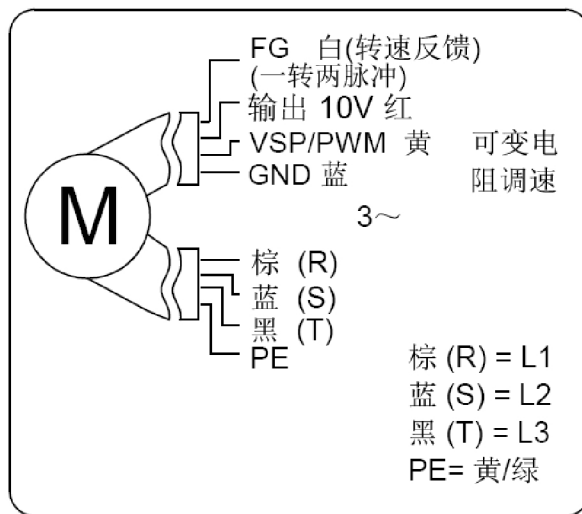 FG 白(转速反馈)
(一转两脉冲)
输出 10V 红
VSP/PWM 黄 可变电
GND 蓝 阻调速
M
3～
棕 (R)
蓝 (S)
黑 (T)
PE
棕 (R) = L1
蓝 (S) = L2
黑 (T) = L3
PE= 黄/绿